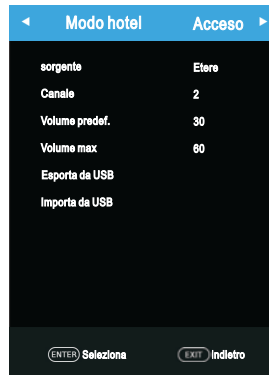 Modo hotel Acceso
sorgente Etere
Canale 2
Volume predef. 30
Volume max 60
Esporta da USB
Importa da USB
ENTER Seleziona EXIT Indietro